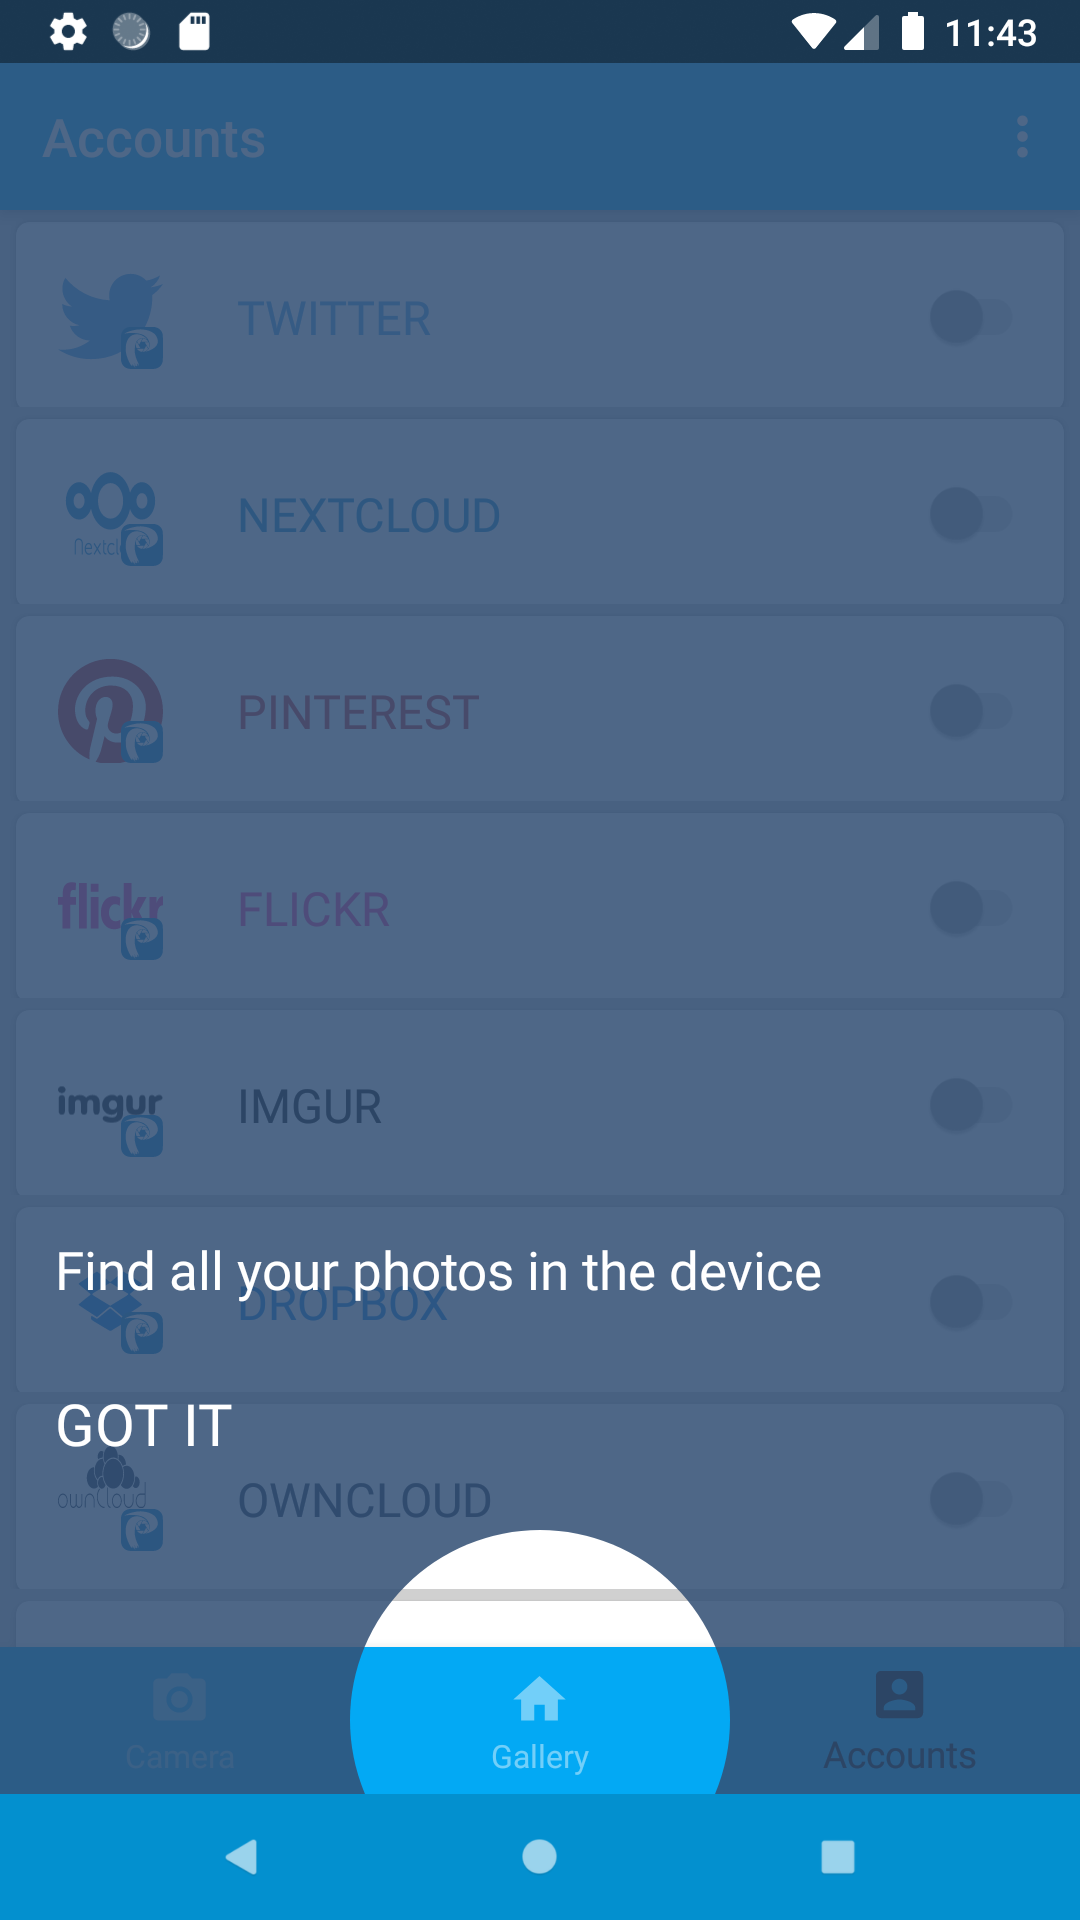 11:43
Accounts
TWITTER
NEXTCLOUD
Nextcl
PINTEREST
flickr
FLICKR
imgur
IMGUR
Find all your photos in the device
DROPBOX
GOT IT
ownCloud
OWNCLOUD
Camera
Gallery
Accounts